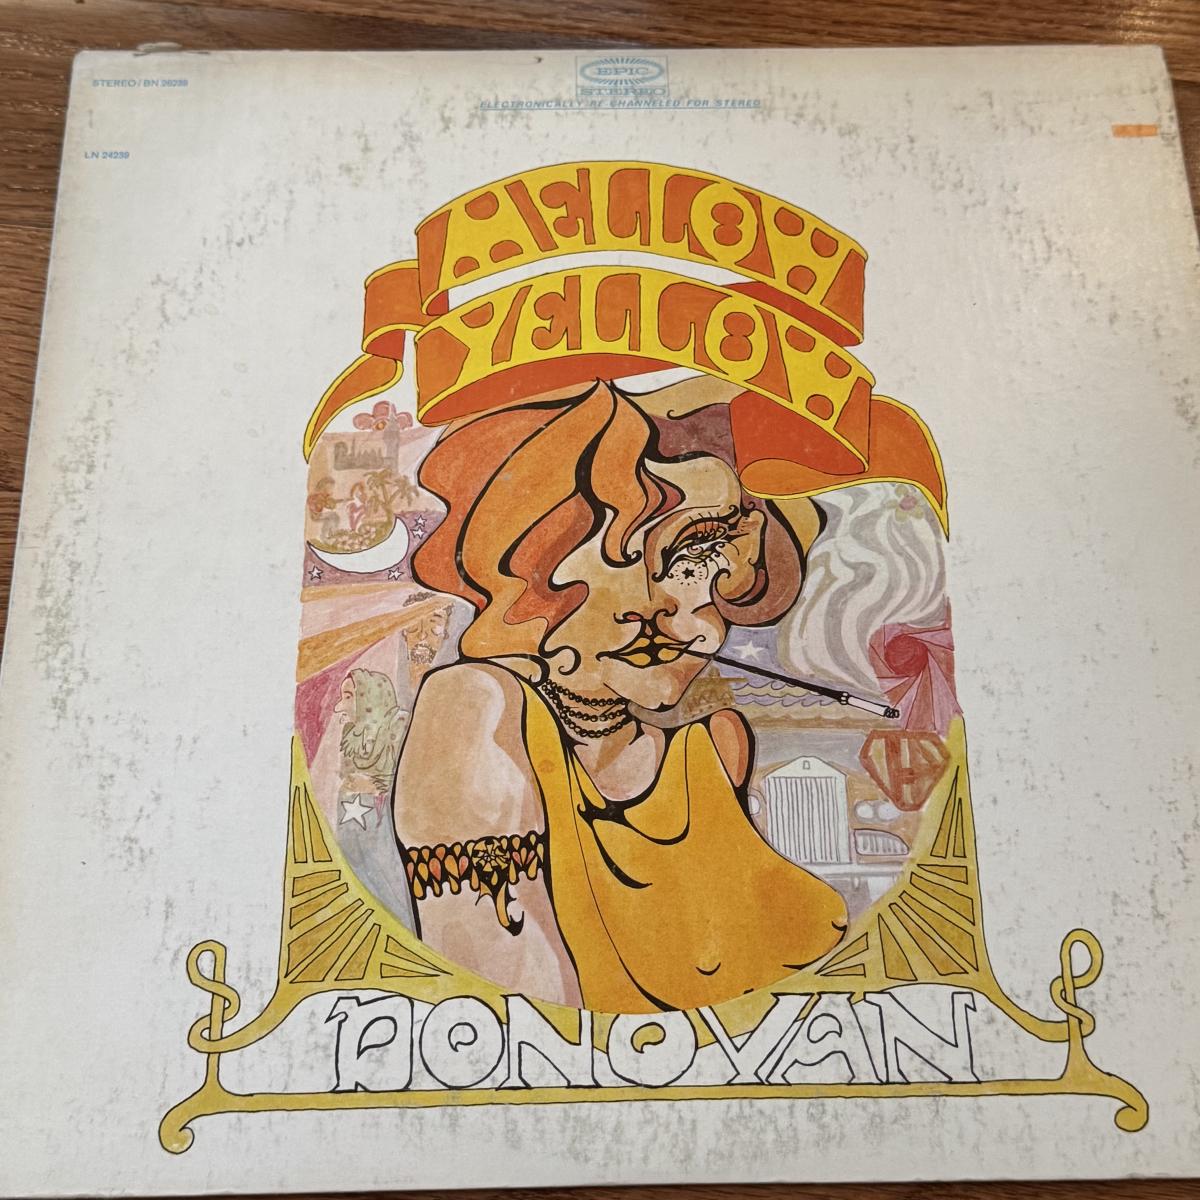 STEREO/BN 26239
EPIC
STEREO
ELECTRONICALLY RE-CHANNELED FOR STEREO
LN 24239
MELLOW
YELLOW
DONOVAN